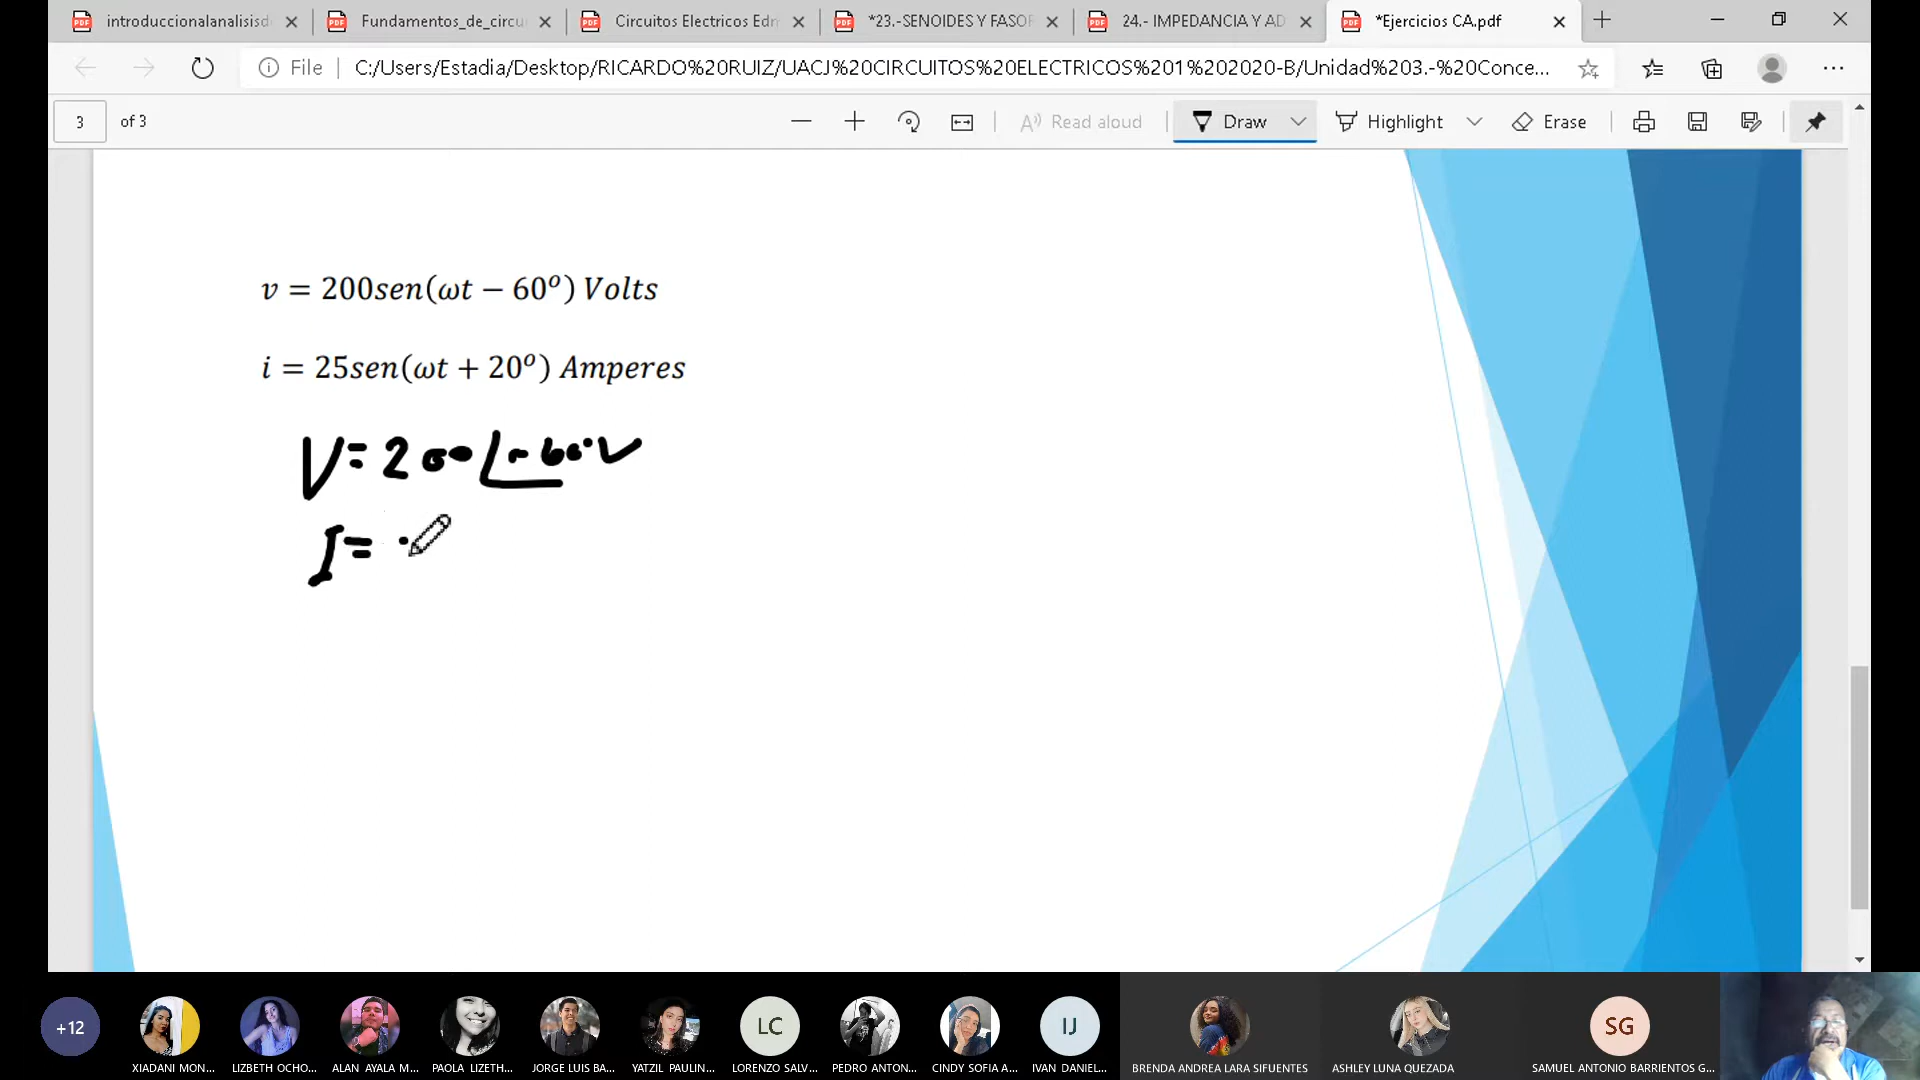 introduccionalanalisisd
Fundamentos_de_circu
Circuitos Electricos Edm
*23.-SENOIDES Y FASOR
24.- IMPEDANCIA Y AD
*Ejercicios CA.pdf
File
C:/Users/Estadia/Desktop/RICARDO%20RUIZ/UACJ%20CIRCUITOS%20ELECTRICOS%201%202020-B/Unidad%203.-%20Conce...
3 of 3
Read aloud
Draw
Highlight
Erase
v = 200sen(ωt − 60°) Volts
i = 25sen(ωt + 20°) Amperes
V= 200 ∠-60° V
I=
+12
LC
IJ
SG
XIADANI MON...
LIZBETH OCHO...
ALAN AYALA M...
PAOLA LIZETH...
JORGE LUIS BA...
YATZIL PAULIN...
LORENZO SALV...
PEDRO ANTON...
CINDY SOFIA A...
IVAN DANIEL...
BRENDA ANDREA LARA SIFUENTES
ASHLEY LUNA QUEZADA
SAMUEL ANTONIO BARRIENTOS G...